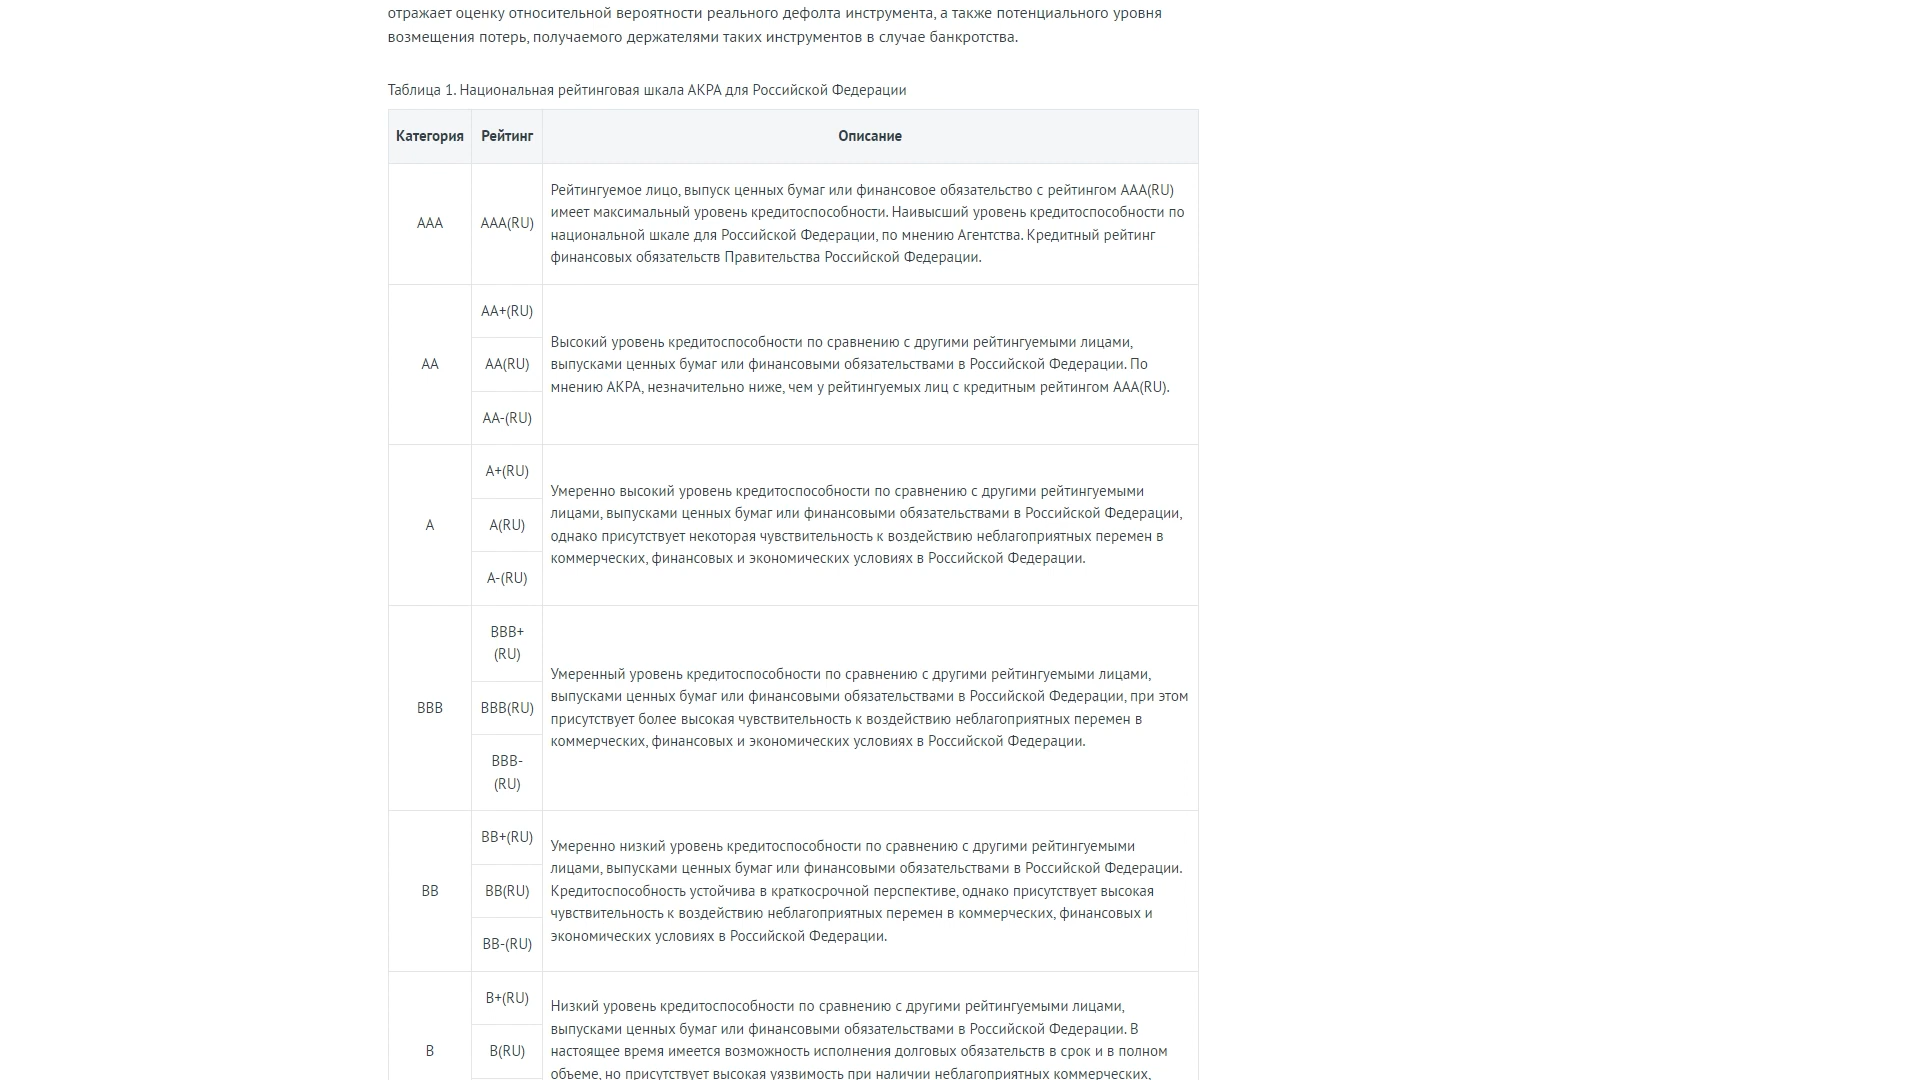 отражает оценку относительной вероятности реального дефолта инструмента, а также потенциального уровня
возмещения потерь, получаемого держателями таких инструментов в случае банкротства.
Таблица 1. Национальная рейтинговая шкала АКРА для Российской Федерации
Категория Рейтинг Описание
AAA AAA(RU)
Рейтингуемое лицо, выпуск ценных бумаг или финансовое обязательство с рейтингом AAA(RU)
имеет максимальный уровень кредитоспособности. Наивысший уровень кредитоспособности по
национальной шкале для Российской Федерации, по мнению Агентства. Кредитный рейтинг
финансовых обязательств Правительства Российской Федерации.
AA
AA+(RU)
AA(RU)
AA-(RU)
Высокий уровень кредитоспособности по сравнению с другими рейтингуемыми лицами,
выпусками ценных бумаг или финансовыми обязательствами в Российской Федерации. По
мнению АКРА, незначительно ниже, чем у рейтингуемых лиц с кредитным рейтингом AAA(RU).
A
A+(RU)
A(RU)
A-(RU)
Умеренно высокий уровень кредитоспособности по сравнению с другими рейтингуемыми
лицами, выпусками ценных бумаг или финансовыми обязательствами в Российской Федерации,
однако присутствует некоторая чувствительность к воздействию неблагоприятных перемен в
коммерческих, финансовых и экономических условиях в Российской Федерации.
BBB
BBB+
(RU)
BBB(RU)
BBB-
(RU)
Умеренный уровень кредитоспособности по сравнению с другими рейтингуемыми лицами,
выпусками ценных бумаг или финансовыми обязательствами в Российской Федерации, при этом
присутствует более высокая чувствительность к воздействию неблагоприятных перемен в
коммерческих, финансовых и экономических условиях в Российской Федерации.
BB
BB+(RU)
BB(RU)
BB-(RU)
Умеренно низкий уровень кредитоспособности по сравнению с другими рейтингуемыми
лицами, выпусками ценных бумаг или финансовыми обязательствами в Российской Федерации.
Кредитоспособность устойчива в краткосрочной перспективе, однако присутствует высокая
чувствительность к воздействию неблагоприятных перемен в коммерческих, финансовых и
экономических условиях в Российской Федерации.
B
B+(RU)
B(RU)
Низкий уровень кредитоспособности по сравнению с другими рейтингуемыми лицами,
выпусками ценных бумаг или финансовыми обязательствами в Российской Федерации. В
настоящее время имеется возможность исполнения долговых обязательств в срок и в полном
объеме, но присутствует высокая уязвимость при наличии неблагоприятных коммерческих,